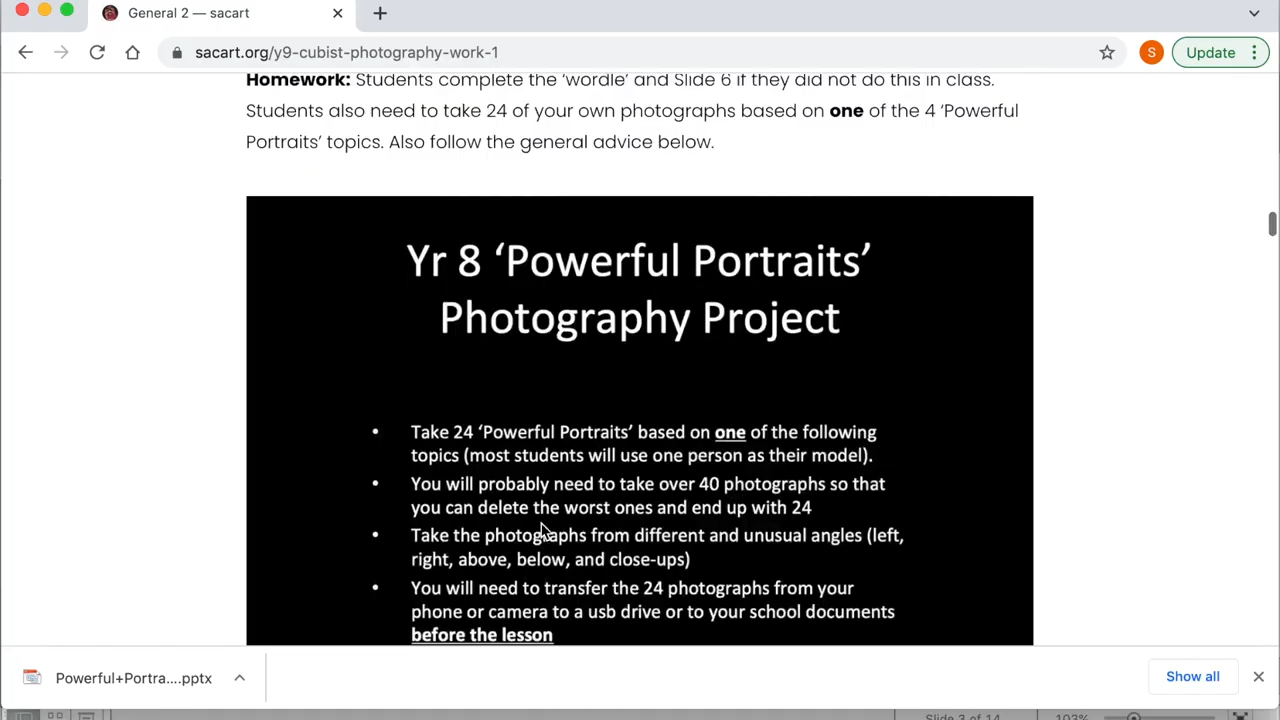 General 2 — sacart
sacart.org/y9-cubist-photography-work-1
S
Update
Homework: Students complete the ‘wordle’ and Slide 6 if they did not do this in class.
Students also need to take 24 of your own photographs based on one of the 4 ‘Powerful
Portraits’ topics. Also follow the general advice below.
Yr 8 ‘Powerful Portraits’
Photography Project
• Take 24 ‘Powerful Portraits’ based on one of the following
topics (most students will use one person as their model).
• You will probably need to take over 40 photographs so that
you can delete the worst ones and end up with 24
• Take the photographs from different and unusual angles (left,
right, above, below, and close-ups)
• You will need to transfer the 24 photographs from your
phone or camera to a usb drive or to your school documents
before the lesson
Powerful+Portra....pptx
Show all
Slide 3 of 14
103%